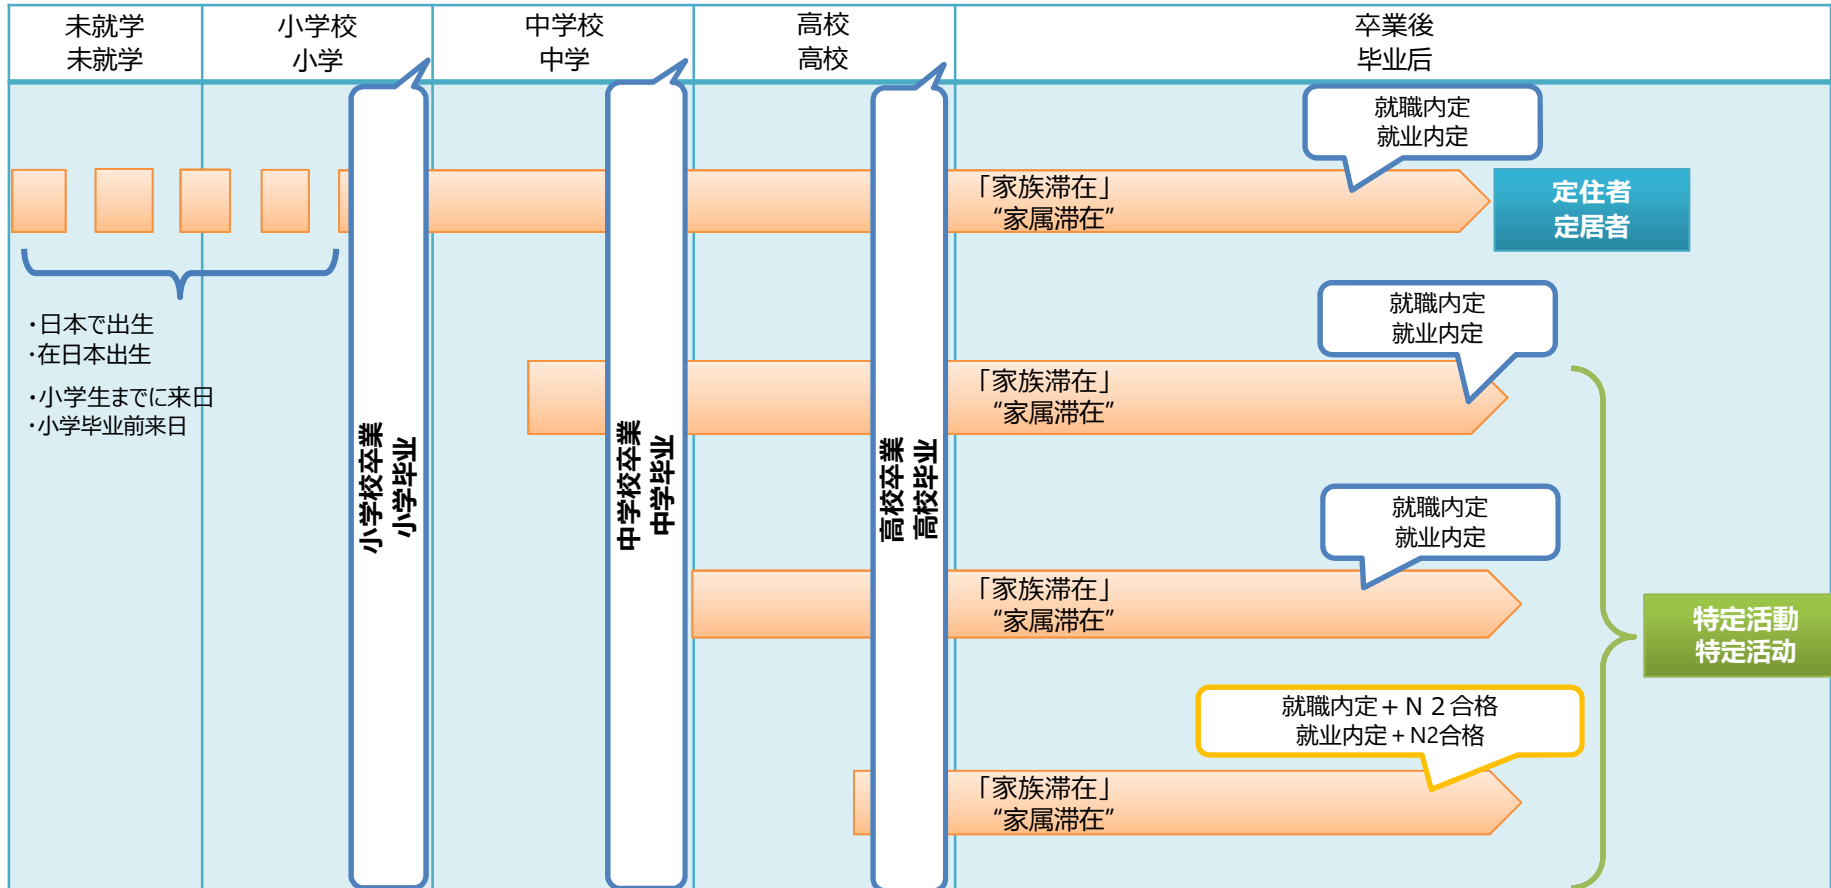 未就学
未就学
小学校
小学
中学校
中学
高校
高校
卒業後
毕业后
就職内定
就业内定
「家族滞在」
“家属滞在”
定住者
定居者
・日本で出生
・在日本出生
・小学生までに来日
・小学毕业前来日
小学校卒業
小学毕业
中学校卒業
中学毕业
高校卒業
高校毕业
就職内定
就业内定
「家族滞在」
“家属滞在”
就職内定
就业内定
「家族滞在」
“家属滞在”
特定活動
特定活动
就職内定+N2合格
就业内定+N2合格
「家族滞在」
“家属滞在”